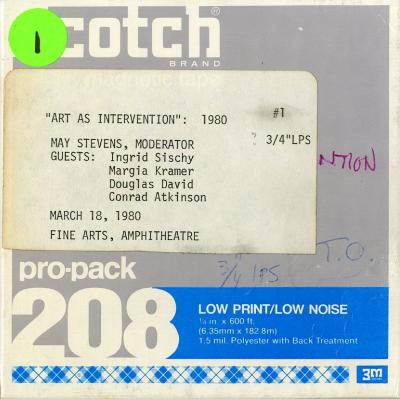 1
cotch®
BRAND
magnetic tape
"ART AS INTERVENTION": 1980 #1
MAY STEVENS, MODERATOR 3/4"LPS
GUESTS: Ingrid Sischy
Margia Kramer
Douglas David
Conrad Atkinson
MARCH 18, 1980
FINE ARTS, AMPHITHEATRE
NTION
T.O.
3/4 IPS
pro-pack
208
LOW PRINT/LOW NOISE
¼ in. x 600 ft.
(6.35mm x 182.8m)
1.5 mil. Polyester with Back Treatment
3M